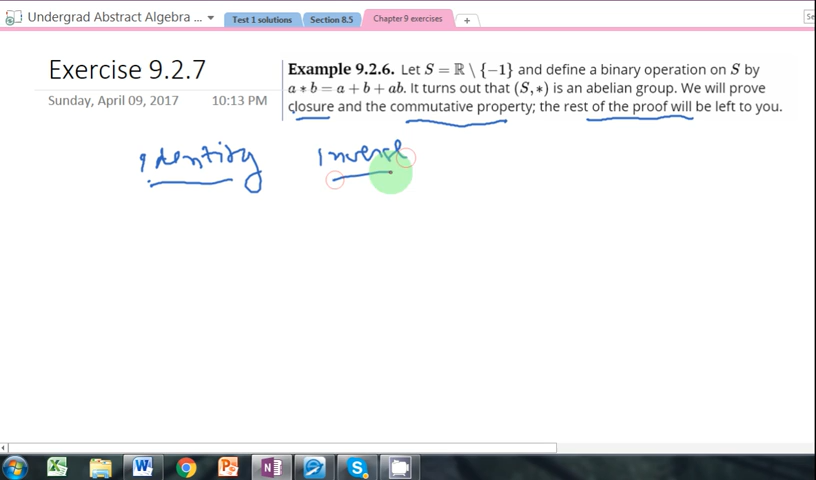 Undergrad Abstract Algebra ...
Test 1 solutions
Section 8.5
Chapter 9 exercises
Se
Exercise 9.2.7
Sunday, April 09, 2017 10:13 PM
Example 9.2.6. Let S = ℝ \ {−1} and define a binary operation on S by
a ∗ b = a + b + ab. It turns out that (S, ∗) is an abelian group. We will prove
closure and the commutative property; the rest of the proof will be left to you.
identity inverse